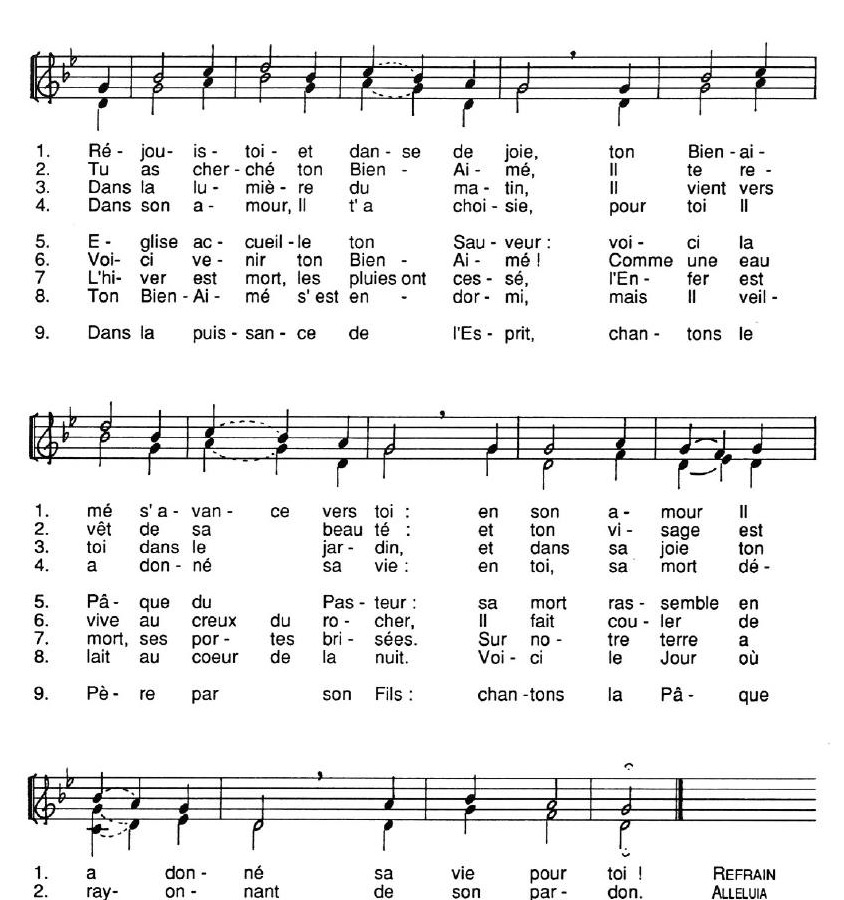 1. Ré - jou- is - toi - et dan - se de joie, ton Bien - ai -
2. Tu as cher - ché ton Bien - Ai - mé, Il te re -
3. Dans la lu - miè - re du ma - tin, Il vient vers
4. Dans son a - mour, Il t'a choi - sie, pour toi Il
5. E - glise ac - cueil - le ton Sau - veur : voi - ci la
6. Voi- ci ve - nir ton Bien - Ai - mé ! Comme une eau
7 L'hi- ver est mort, les pluies ont ces - sé, l'En - fer est
8. Ton Bien - Ai - mé s'est en - dor - mi, mais Il veil -
9. Dans la puis - san - ce de l'Es - prit, chan - tons le
1. mé s'a - van - ce vers toi : en son a - mour Il
2. vêt de sa beau té : et ton vi - sage est
3. toi dans le jar - din, et dans sa joie ton
4. a don - né sa vie : en toi, sa mort dé -
5. Pâ - que du Pas - teur : sa mort ras - semble en
6. vive au creux du ro - cher, Il fait cou - ler de
7. mort, ses por - tes bri - sées. Sur no - tre terre a
8. lait au coeur de la nuit. Voi - ci le Jour où
9. Pè - re par son Fils : chan - tons la Pâ - que
1. a don - né sa vie pour toi ! REFRAIN
2. ray- on - nant de son par - don. ALLELUIA